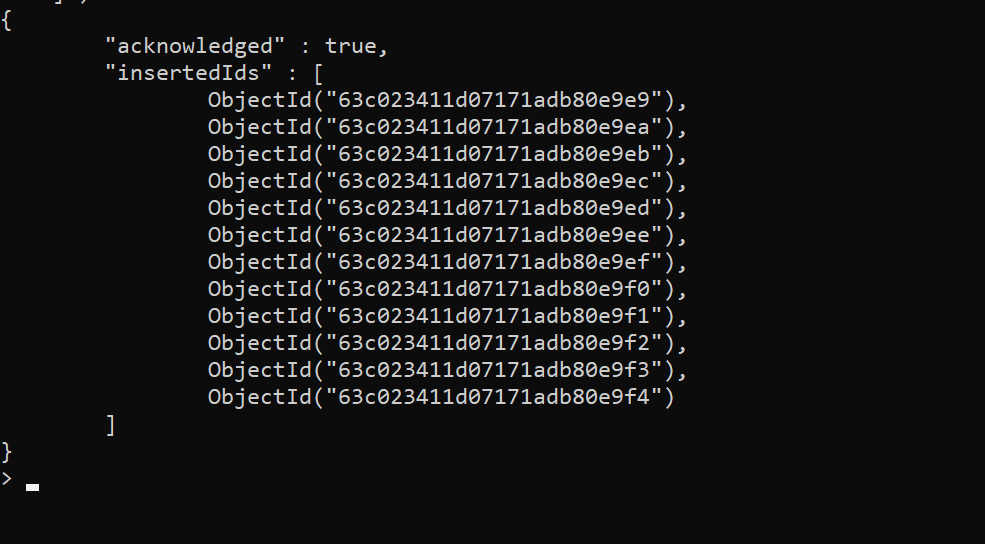 {
"acknowledged" : true,
"insertedIds" : [
ObjectId("63c023411d07171adb80e9e9"),
ObjectId("63c023411d07171adb80e9ea"),
ObjectId("63c023411d07171adb80e9eb"),
ObjectId("63c023411d07171adb80e9ec"),
ObjectId("63c023411d07171adb80e9ed"),
ObjectId("63c023411d07171adb80e9ee"),
ObjectId("63c023411d07171adb80e9ef"),
ObjectId("63c023411d07171adb80e9f0"),
ObjectId("63c023411d07171adb80e9f1"),
ObjectId("63c023411d07171adb80e9f2"),
ObjectId("63c023411d07171adb80e9f3"),
ObjectId("63c023411d07171adb80e9f4")
]
}
>